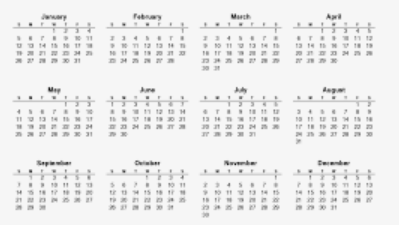 January
S M T W T F S
1 2 3 4
5 6 7 8 9 10 11
12 13 14 15 16 17 18
19 20 21 22 23 24 25
26 27 28 29 30 31
February
S M T W T F S
1
2 3 4 5 6 7 8
9 10 11 12 13 14 15
16 17 18 19 20 21 22
23 24 25 26 27 28
March
S M T W T F S
1
2 3 4 5 6 7 8
9 10 11 12 13 14 15
16 17 18 19 20 21 22
23 24 25 26 27 28 29
30 31
April
S M T W T F S
1 2 3 4 5
6 7 8 9 10 11 12
13 14 15 16 17 18 19
20 21 22 23 24 25 26
27 28 29 30
May
S M T W T F S
1 2 3
4 5 6 7 8 9 10
11 12 13 14 15 16 17
18 19 20 21 22 23 24
25 26 27 28 29 30 31
June
S M T W T F S
1 2 3 4 5 6 7
8 9 10 11 12 13 14
15 16 17 18 19 20 21
22 23 24 25 26 27 28
29 30
July
S M T W T F S
1 2 3 4 5
6 7 8 9 10 11 12
13 14 15 16 17 18 19
20 21 22 23 24 25 26
27 28 29 30 31
August
S M T W T F S
1 2
3 4 5 6 7 8 9
10 11 12 13 14 15 16
17 18 19 20 21 22 23
24 25 26 27 28 29 30
31
September
S M T W T F S
1 2 3 4 5 6
7 8 9 10 11 12 13
14 15 16 17 18 19 20
21 22 23 24 25 26 27
28 29 30
October
S M T W T F S
1 2 3 4
5 6 7 8 9 10 11
12 13 14 15 16 17 18
19 20 21 22 23 24 25
26 27 28 29 30 31
November
S M T W T F S
1
2 3 4 5 6 7 8
9 10 11 12 13 14 15
16 17 18 19 20 21 22
23 24 25 26 27 28 29
30
December
S M T W T F S
1 2 3 4 5 6
7 8 9 10 11 12 13
14 15 16 17 18 19 20
21 22 23 24 25 26 27
28 29 30 31